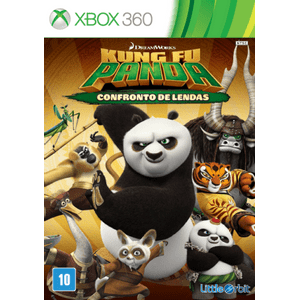 XBOX 360
DREAMWORKS
KUNG FU
PANDA
CONFRONTO DE LENDAS
10
Little Orbit